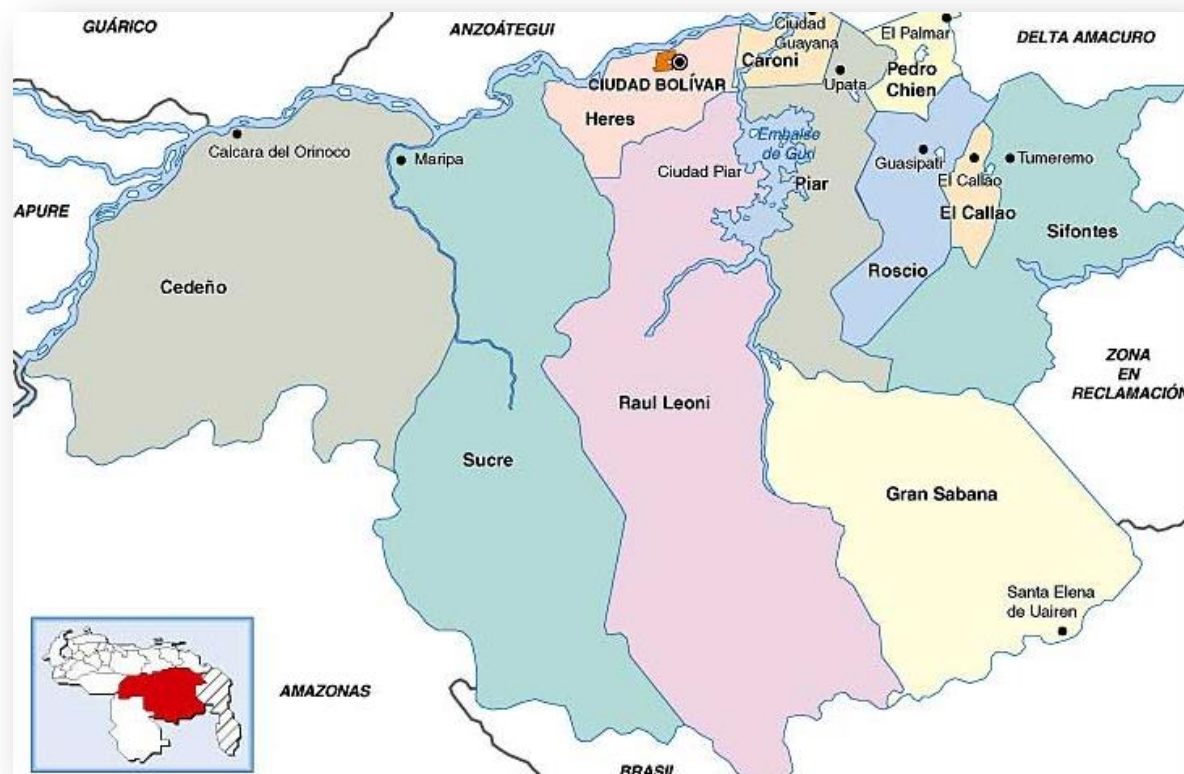 GUÁRICO
ANZOÁTEGUI
Ciudad
Guayana
El Palmar
DELTA AMACURO
Caroni
CIUDAD BOLÍVAR
Upata
Pedro
Chien
Heres
Calcara del Orinoco
Maripa
Embalse
de Guri
Ciudad Piar
Piar
Guasipati
El Callao
Tumeremo
APURE
El Callao
Sifontes
Cedeño
Roscio
ZONA
EN
RECLAMACIÓN
Raul Leoni
Sucre
Gran Sabana
Santa Elena
de Uairen
AMAZONAS
BRASIL